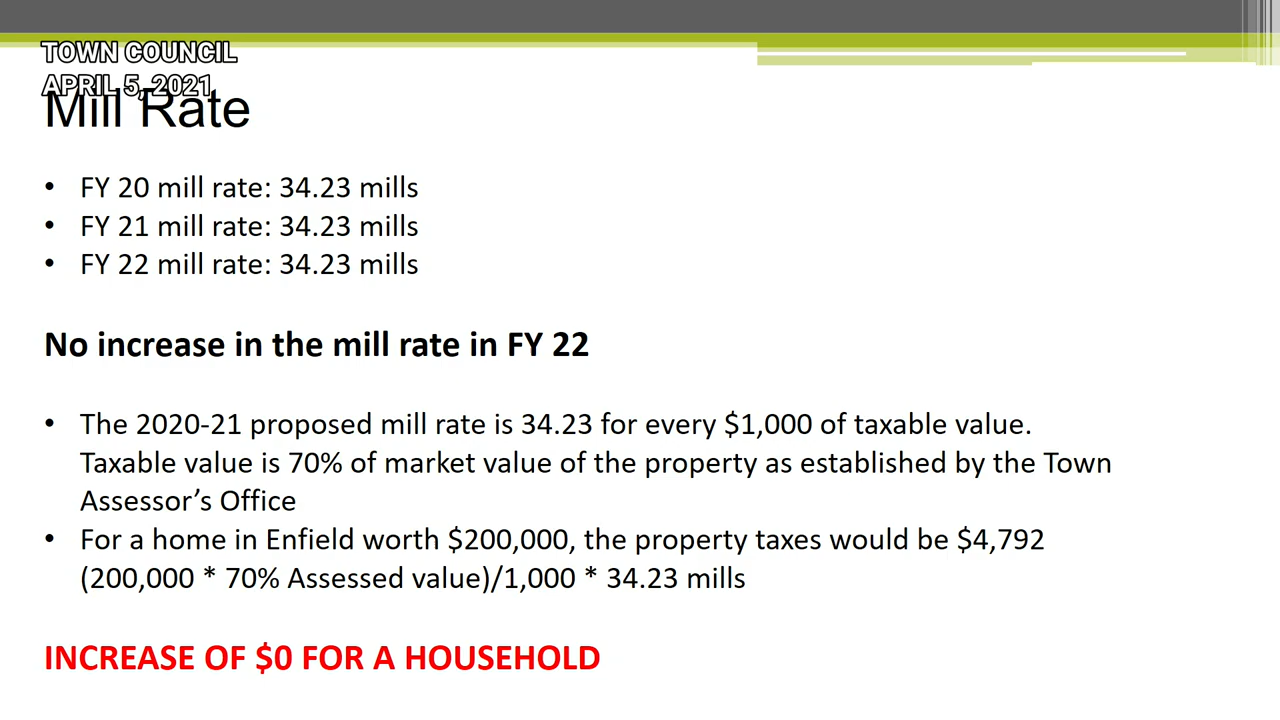 TOWN COUNCIL
APRIL 5, 2021
Mill Rate
• FY 20 mill rate: 34.23 mills
• FY 21 mill rate: 34.23 mills
• FY 22 mill rate: 34.23 mills
No increase in the mill rate in FY 22
• The 2020-21 proposed mill rate is 34.23 for every $1,000 of taxable value.
Taxable value is 70% of market value of the property as established by the Town
Assessor’s Office
• For a home in Enfield worth $200,000, the property taxes would be $4,792
(200,000 * 70% Assessed value)/1,000 * 34.23 mills
INCREASE OF $0 FOR A HOUSEHOLD